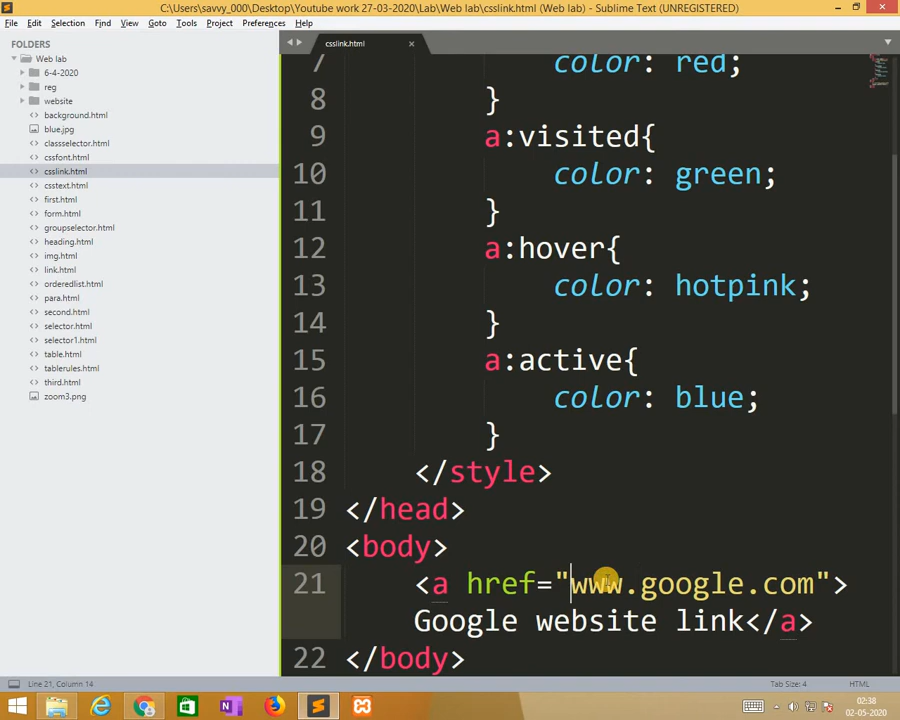 C:\Users\savvy_000\Desktop\Youtube work 27-03-2020\Lab\Web lab\csslink.html (Web lab) - Sublime Text (UNREGISTERED)
File Edit Selection Find View Goto Tools Project Preferences Help
FOLDERS
Web lab
6-4-2020
reg
website
background.html
blue.jpg
classselector.html
cssfont.html
csslink.html
csstext.html
first.html
form.html
groupselector.html
heading.html
img.html
link.html
orderedlist.html
para.html
second.html
selector.html
selector1.html
table.html
tablerules.html
third.html
zoom3.png
csslink.html
7 color: red;
8 }
9 a:visited{
10 color: green;
11 }
12 a:hover{
13 color: hotpink;
14 }
15 a:active{
16 color: blue;
17 }
18 </style>
19 </head>
20 <body>
21 <a href="www.google.com">
Google website link</a>
22 </body>
Line 21, Column 14 Tab Size: 4 HTML
02:38
02-05-2020